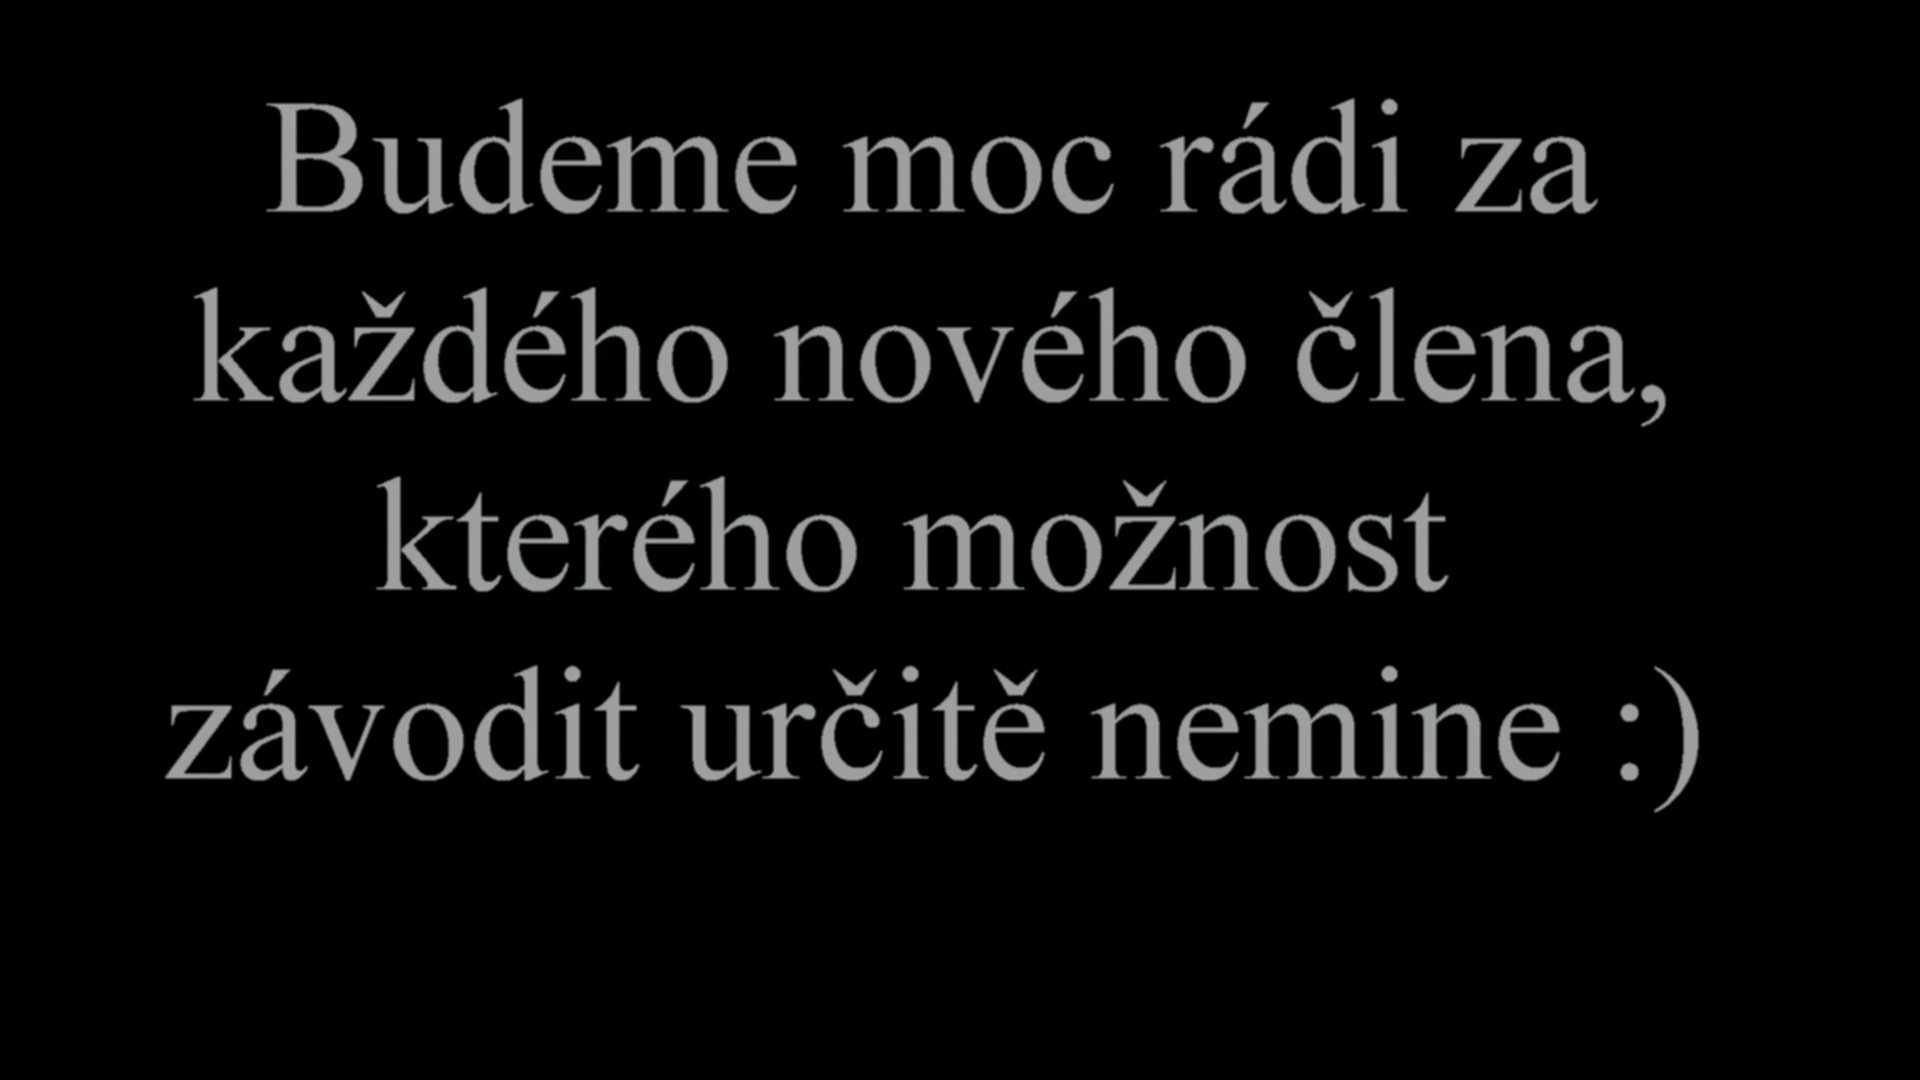 Budeme moc rádi za
každého nového člena,
kterého možnost
závodit určitě nemine :)